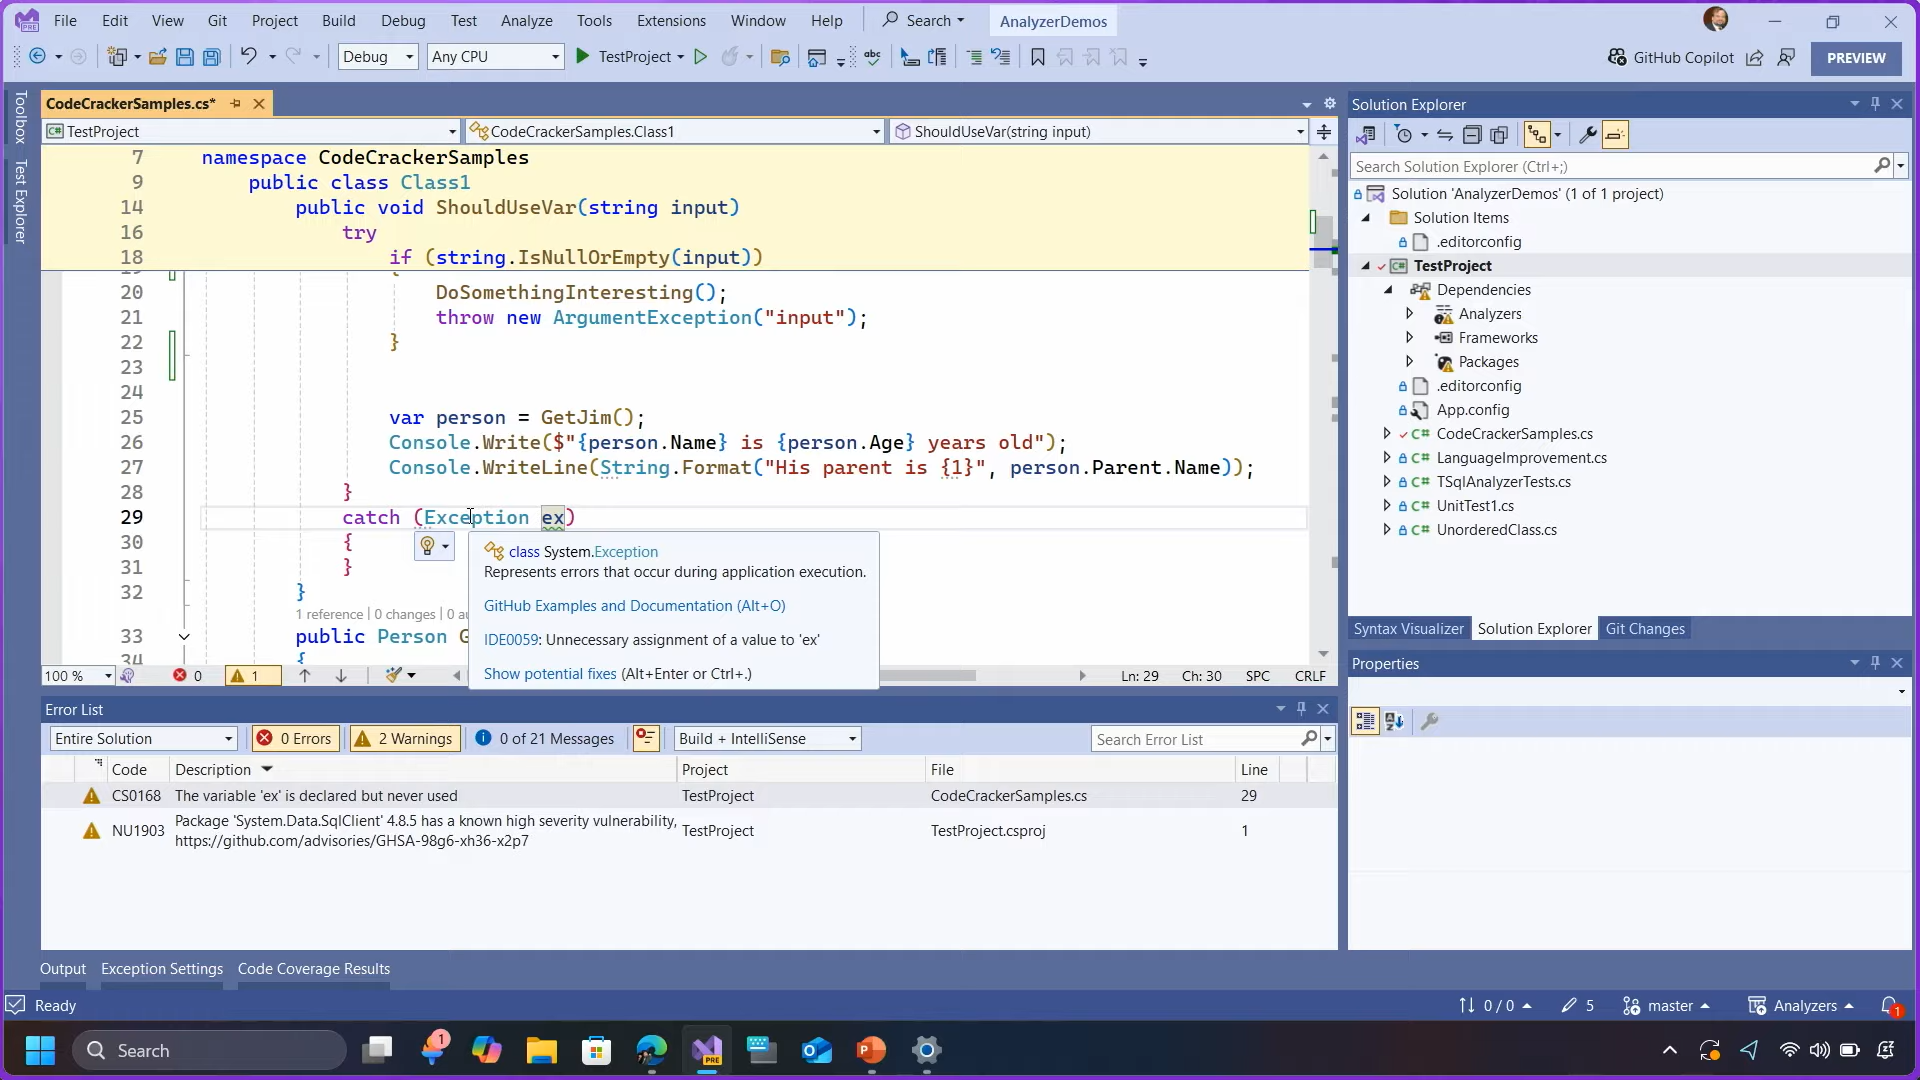 File Edit View Git Project Build Debug Test Analyze Tools Extensions Window Help Search AnalyzerDemos
Debug Any CPU TestProject abc GitHub Copilot PREVIEW
Toolbox
Test Explorer
CodeCrackerSamples.cs*
TestProject CodeCrackerSamples.Class1 ShouldUseVar(string input)
7 namespace CodeCrackerSamples
9 public class Class1
14 public void ShouldUseVar(string input)
16 try
18 if (string.IsNullOrEmpty(input))
20 DoSomethingInteresting();
21 throw new ArgumentException("input");
22 }
23
24
25 var person = GetJim();
26 Console.Write($"{person.Name} is {person.Age} years old");
27 Console.WriteLine(String.Format("His parent is {1}", person.Parent.Name));
28 }
29 catch (Exception ex)
30 {
31 }
32 }
1 reference | 0 changes | 0 au
33 public Person G
34 {
class System.Exception
Represents errors that occur during application execution.
GitHub Examples and Documentation (Alt+O)
IDE0059: Unnecessary assignment of a value to 'ex'
Show potential fixes (Alt+Enter or Ctrl+.)
100 % 0 1 Ln: 29 Ch: 30 SPC CRLF
Error List
Entire Solution 0 Errors 2 Warnings 0 of 21 Messages Build + IntelliSense Search Error List
Code Description Project File Line
CS0168 The variable 'ex' is declared but never used TestProject CodeCrackerSamples.cs 29
NU1903 Package 'System.Data.SqlClient' 4.8.5 has a known high severity vulnerability, TestProject TestProject.csproj 1
https://github.com/advisories/GHSA-98g6-xh36-x2p7
Output Exception Settings Code Coverage Results
Solution Explorer
Search Solution Explorer (Ctrl+;)
Solution 'AnalyzerDemos' (1 of 1 project)
Solution Items
.editorconfig
C# TestProject
Dependencies
Analyzers
Frameworks
Packages
.editorconfig
App.config
C# CodeCrackerSamples.cs
C# LanguageImprovement.cs
C# TSqlAnalyzerTests.cs
C# UnitTest1.cs
C# UnorderedClass.cs
Syntax Visualizer Solution Explorer Git Changes
Properties
Ready 0 / 0 5 master Analyzers 1
Search 1 PRE